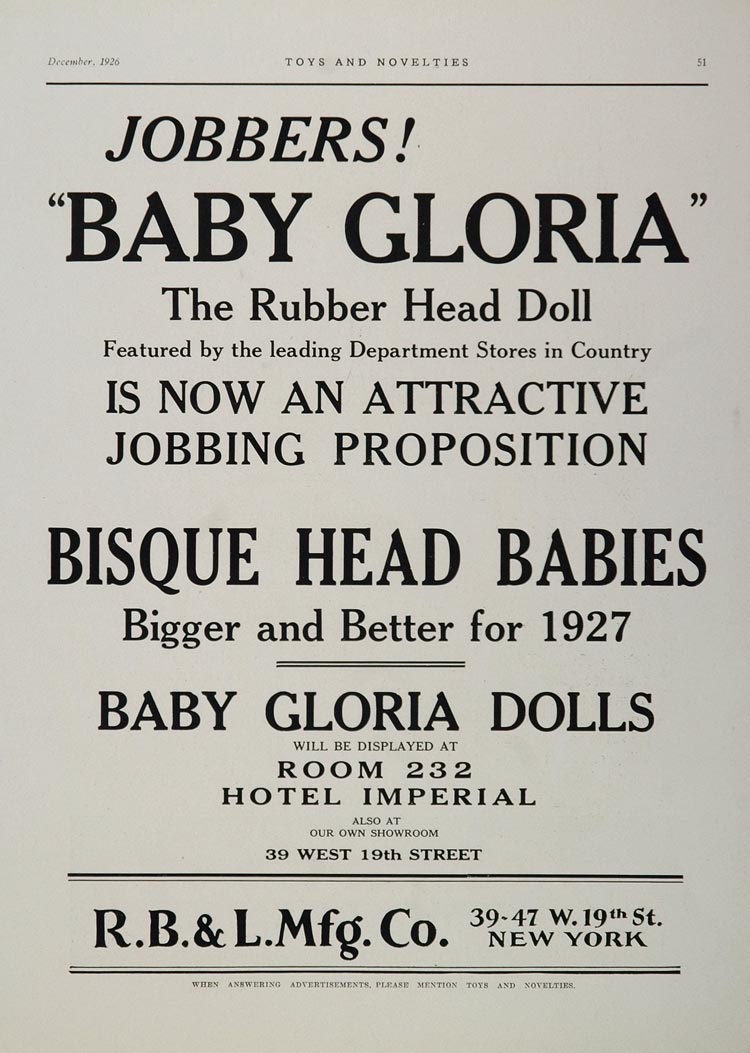 December, 1926 TOYS AND NOVELTIES 51
JOBBERS!
"BABY GLORIA"
The Rubber Head Doll
Featured by the leading Department Stores in Country
IS NOW AN ATTRACTIVE
JOBBING PROPOSITION
BISQUE HEAD BABIES
Bigger and Better for 1927
BABY GLORIA DOLLS
WILL BE DISPLAYED AT
ROOM 232
HOTEL IMPERIAL
ALSO AT
OUR OWN SHOWROOM
39 WEST 19th STREET
R.B.& L.Mfg. Co. 39-47 W. 19th St.
NEW YORK
WHEN ANSWERING ADVERTISEMENTS, PLEASE MENTION TOYS AND NOVELTIES.